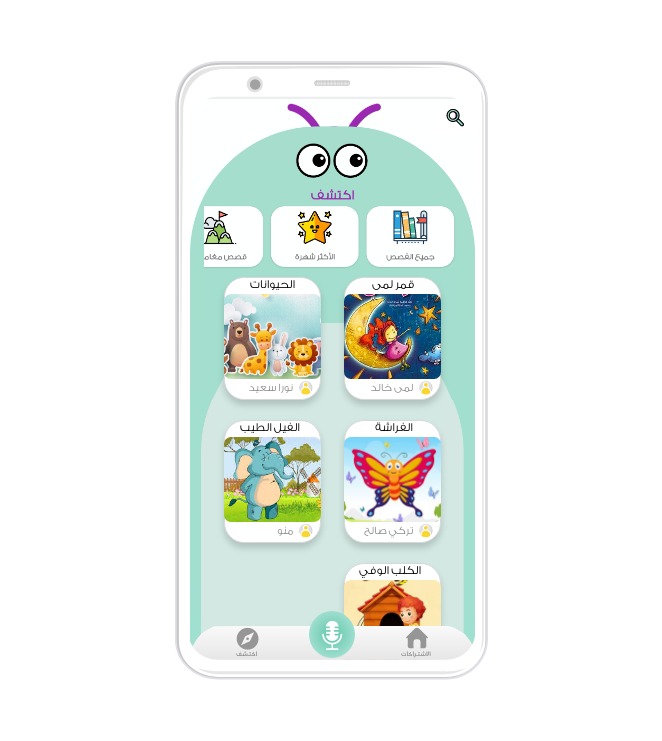 اكتشف
جميع القصص
الأكثر شهرة
قصص مغام
قمر لمى
الحيوانات
لمى خالد
نورا سعيد
الفراشة
الفيل الطيب
تركي صالح
منو
الكلب الوفي
الاشتراكات
اكتشف